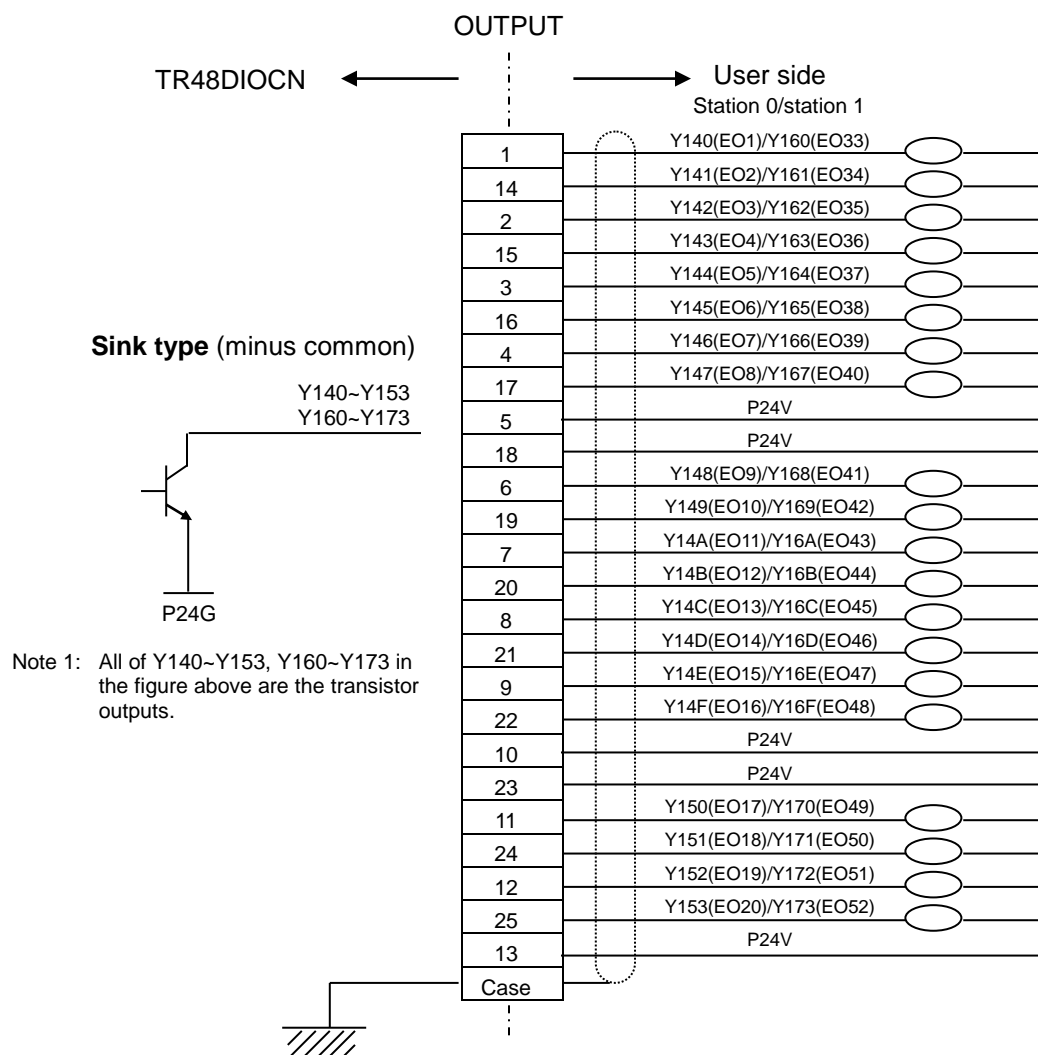 OUTPUT
TR48DIOCN
User side
Station 0/station 1
1 Y140(EO1)/Y160(EO33)
14 Y141(EO2)/Y161(EO34)
2 Y142(EO3)/Y162(EO35)
15 Y143(EO4)/Y163(EO36)
3 Y144(EO5)/Y164(EO37)
16 Y145(EO6)/Y165(EO38)
4 Y146(EO7)/Y166(EO39)
17 Y147(EO8)/Y167(EO40)
5 P24V
18 P24V
6 Y148(EO9)/Y168(EO41)
19 Y149(EO10)/Y169(EO42)
7 Y14A(EO11)/Y16A(EO43)
20 Y14B(EO12)/Y16B(EO44)
8 Y14C(EO13)/Y16C(EO45)
21 Y14D(EO14)/Y16D(EO46)
9 Y14E(EO15)/Y16E(EO47)
22 Y14F(EO16)/Y16F(EO48)
10 P24V
23 P24V
11 Y150(EO17)/Y170(EO49)
24 Y151(EO18)/Y171(EO50)
12 Y152(EO19)/Y172(EO51)
25 Y153(EO20)/Y173(EO52)
13 P24V
Case
Sink type (minus common)
Y140~Y153
Y160~Y173
P24G
Note 1: All of Y140~Y153, Y160~Y173 in
the figure above are the transistor
outputs.